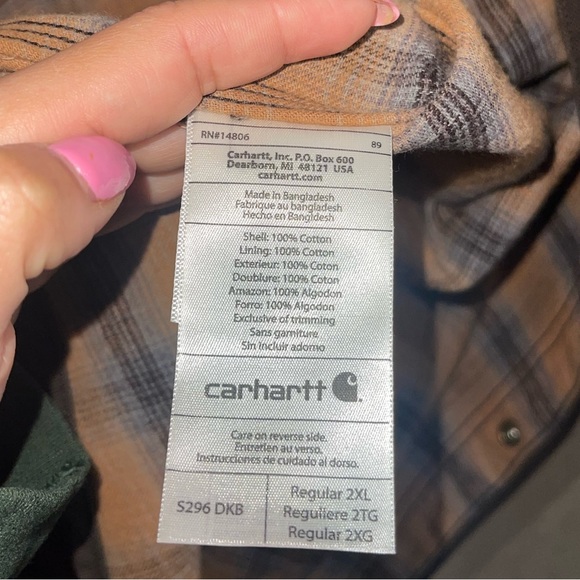 RN#14806
89
Carhartt, Inc. P.O. Box 600
Dearborn, MI 48121 USA
carhartt.com
Made in Bangladesh
Fabrique au bangladesh
Hecho en Bangldesh
Shell: 100% Cotton
Lining: 100% Cotton
Exterieur: 100% Coton
Doublure: 100% Coton
Amazon: 100% Algodon
Forro: 100% Algodon
Exclusive of trimming
Sans garniture
Sin incluir adorno
carhartt
Care on reverse side.
Entretien au verso.
Instrucciones de cuidado al dorso.
S296 DKB
Regular 2XL
Reguliere 2TG
Regular 2XG